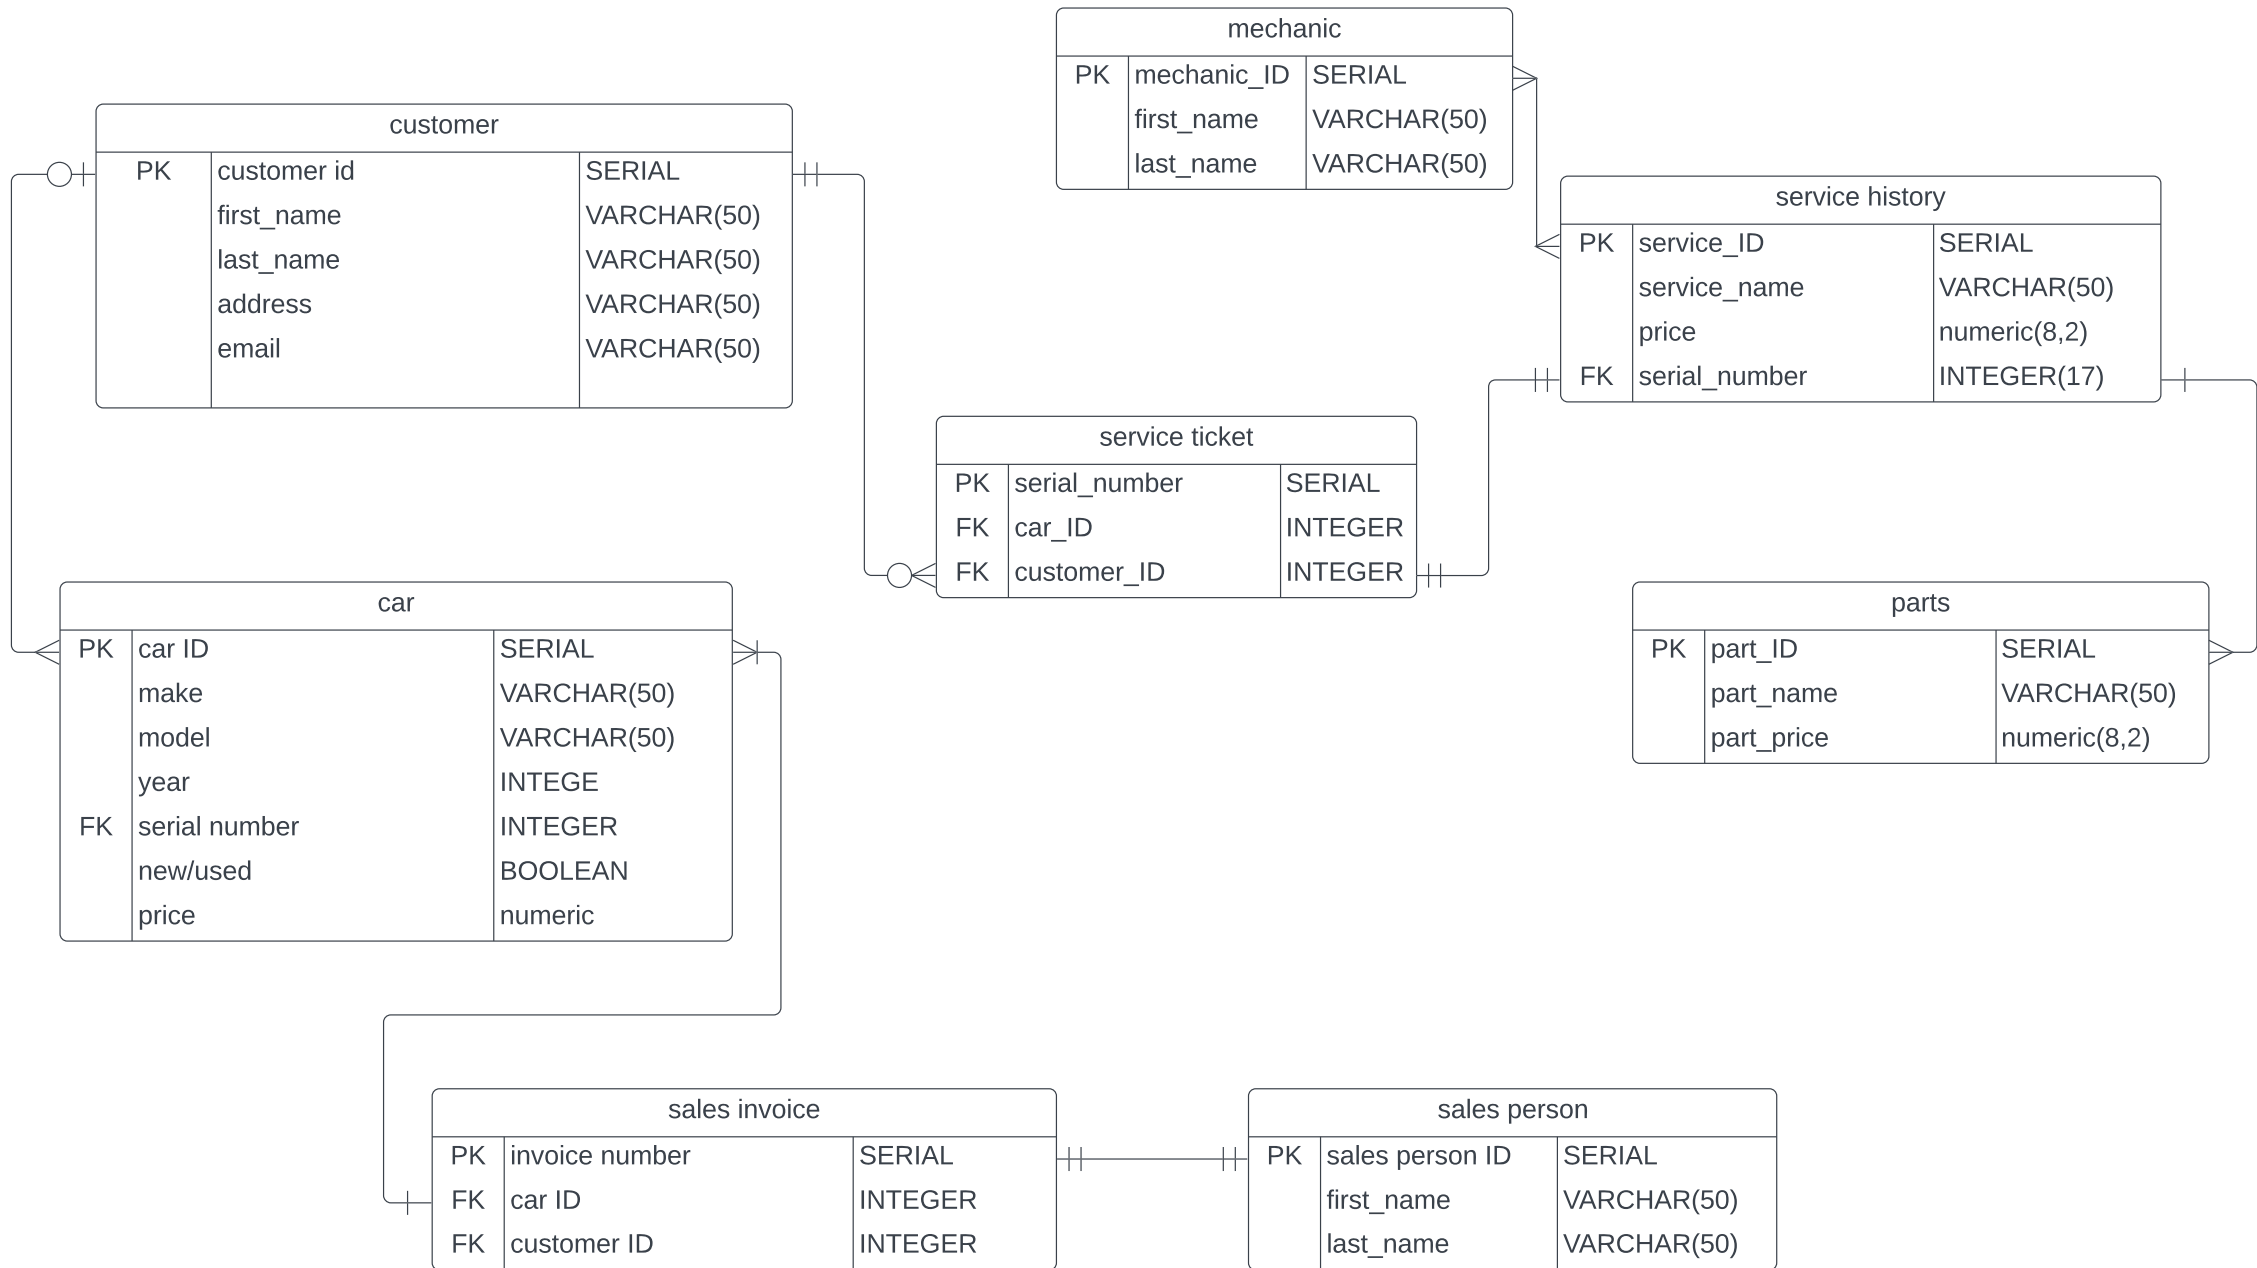 mechanic
PK mechanic_ID SERIAL
first_name VARCHAR(50)
last_name VARCHAR(50)
customer
PK customer id SERIAL
first_name VARCHAR(50)
last_name VARCHAR(50)
address VARCHAR(50)
email VARCHAR(50)
service history
PK service_ID SERIAL
service_name VARCHAR(50)
price numeric(8,2)
FK serial_number INTEGER(17)
service ticket
PK serial_number SERIAL
FK car_ID INTEGER
FK customer_ID INTEGER
car
PK car ID SERIAL
make VARCHAR(50)
model VARCHAR(50)
year INTEGE
FK serial number INTEGER
new/used BOOLEAN
price numeric
parts
PK part_ID SERIAL
part_name VARCHAR(50)
part_price numeric(8,2)
sales invoice
PK invoice number SERIAL
FK car ID INTEGER
FK customer ID INTEGER
sales person
PK sales person ID SERIAL
first_name VARCHAR(50)
last_name VARCHAR(50)